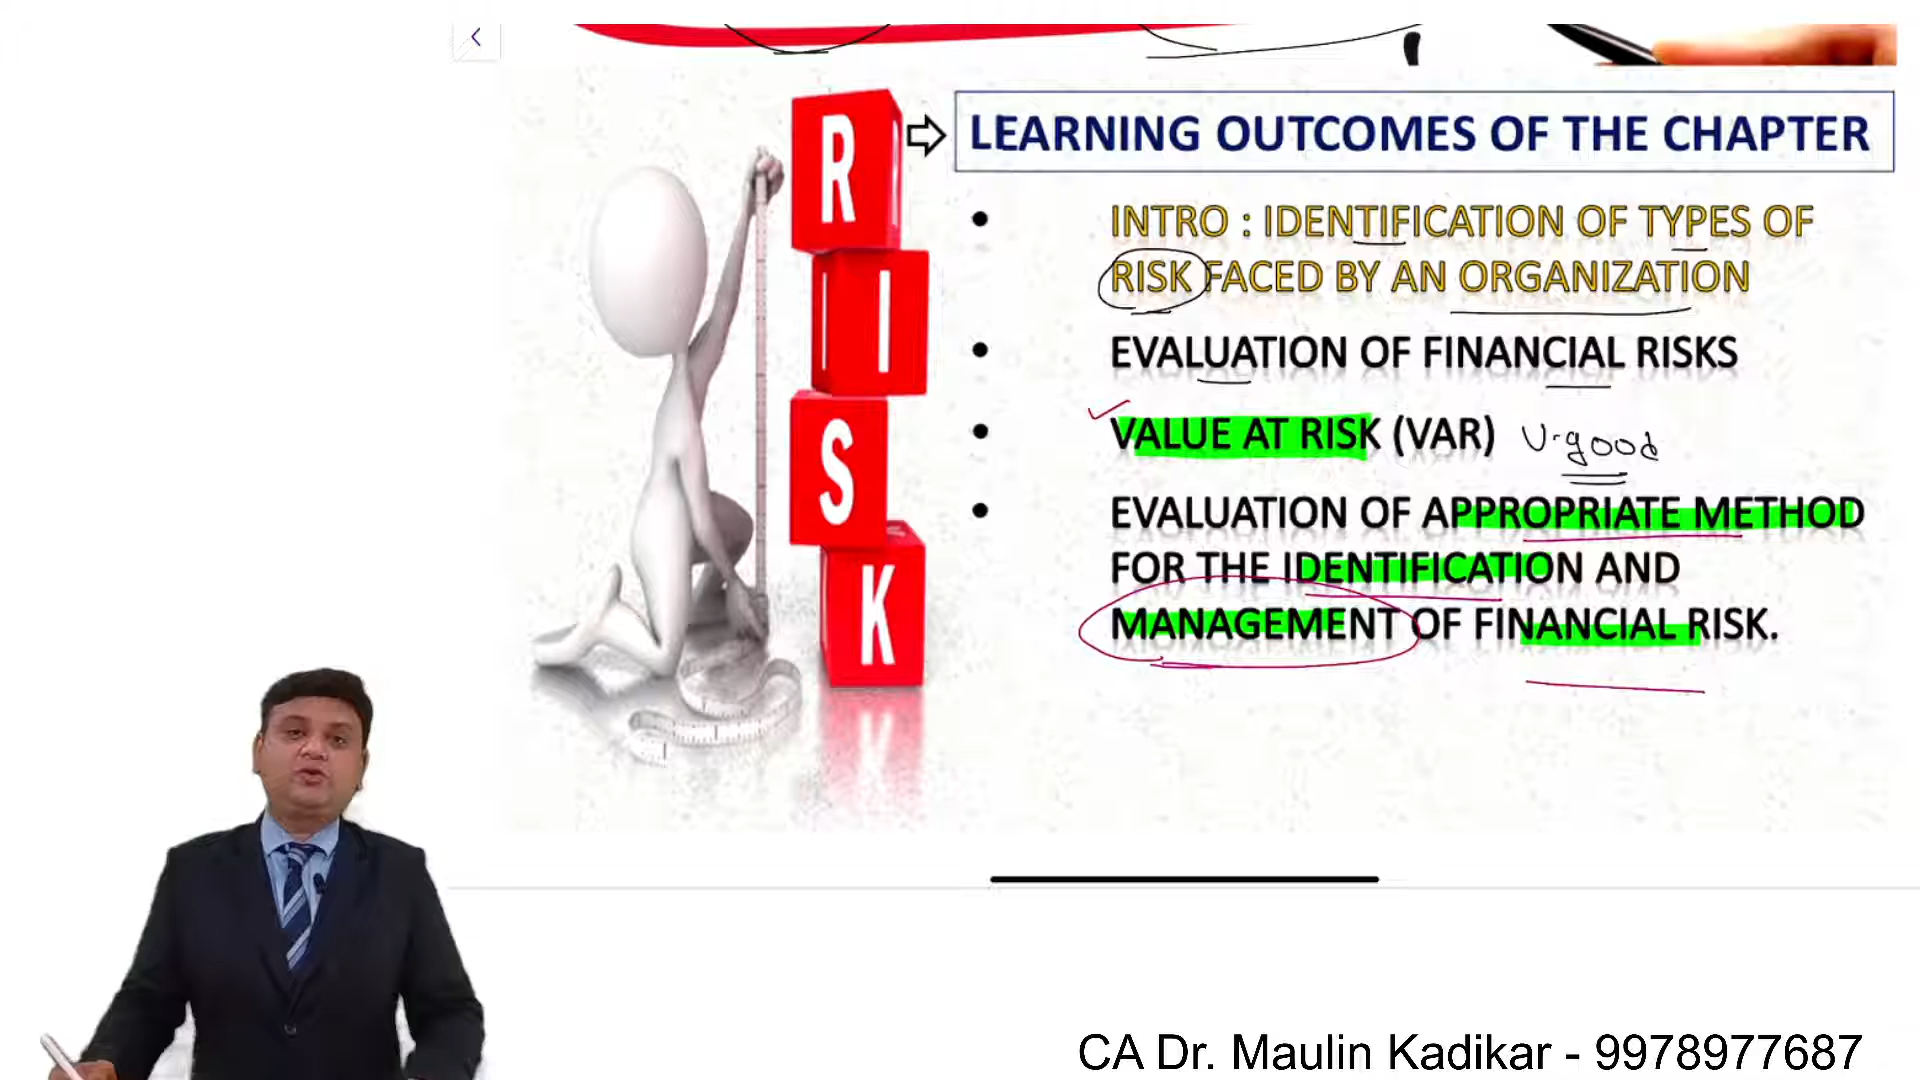 R
I
S
K
LEARNING OUTCOMES OF THE CHAPTER
• INTRO : IDENTIFICATION OF TYPES OF
RISK FACED BY AN ORGANIZATION
• EVALUATION OF FINANCIAL RISKS
• VALUE AT RISK (VAR) V.good
• EVALUATION OF APPROPRIATE METHOD
FOR THE IDENTIFICATION AND
MANAGEMENT OF FINANCIAL RISK.
CA Dr. Maulin Kadikar - 9978977687